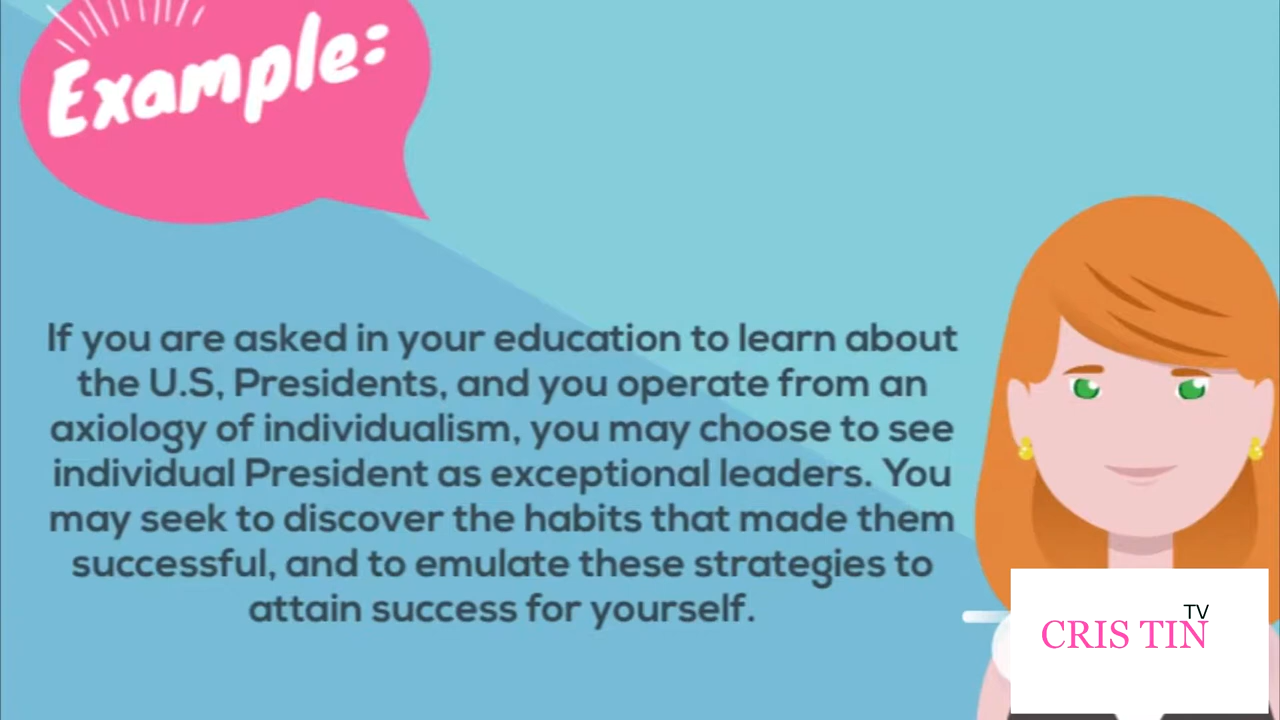 Example:
If you are asked in your education to learn about
the U.S, Presidents, and you operate from an
axiology of individualism, you may choose to see
individual President as exceptional leaders. You
may seek to discover the habits that made them
successful, and to emulate these strategies to
attain success for yourself.
TV
CRIS TIN